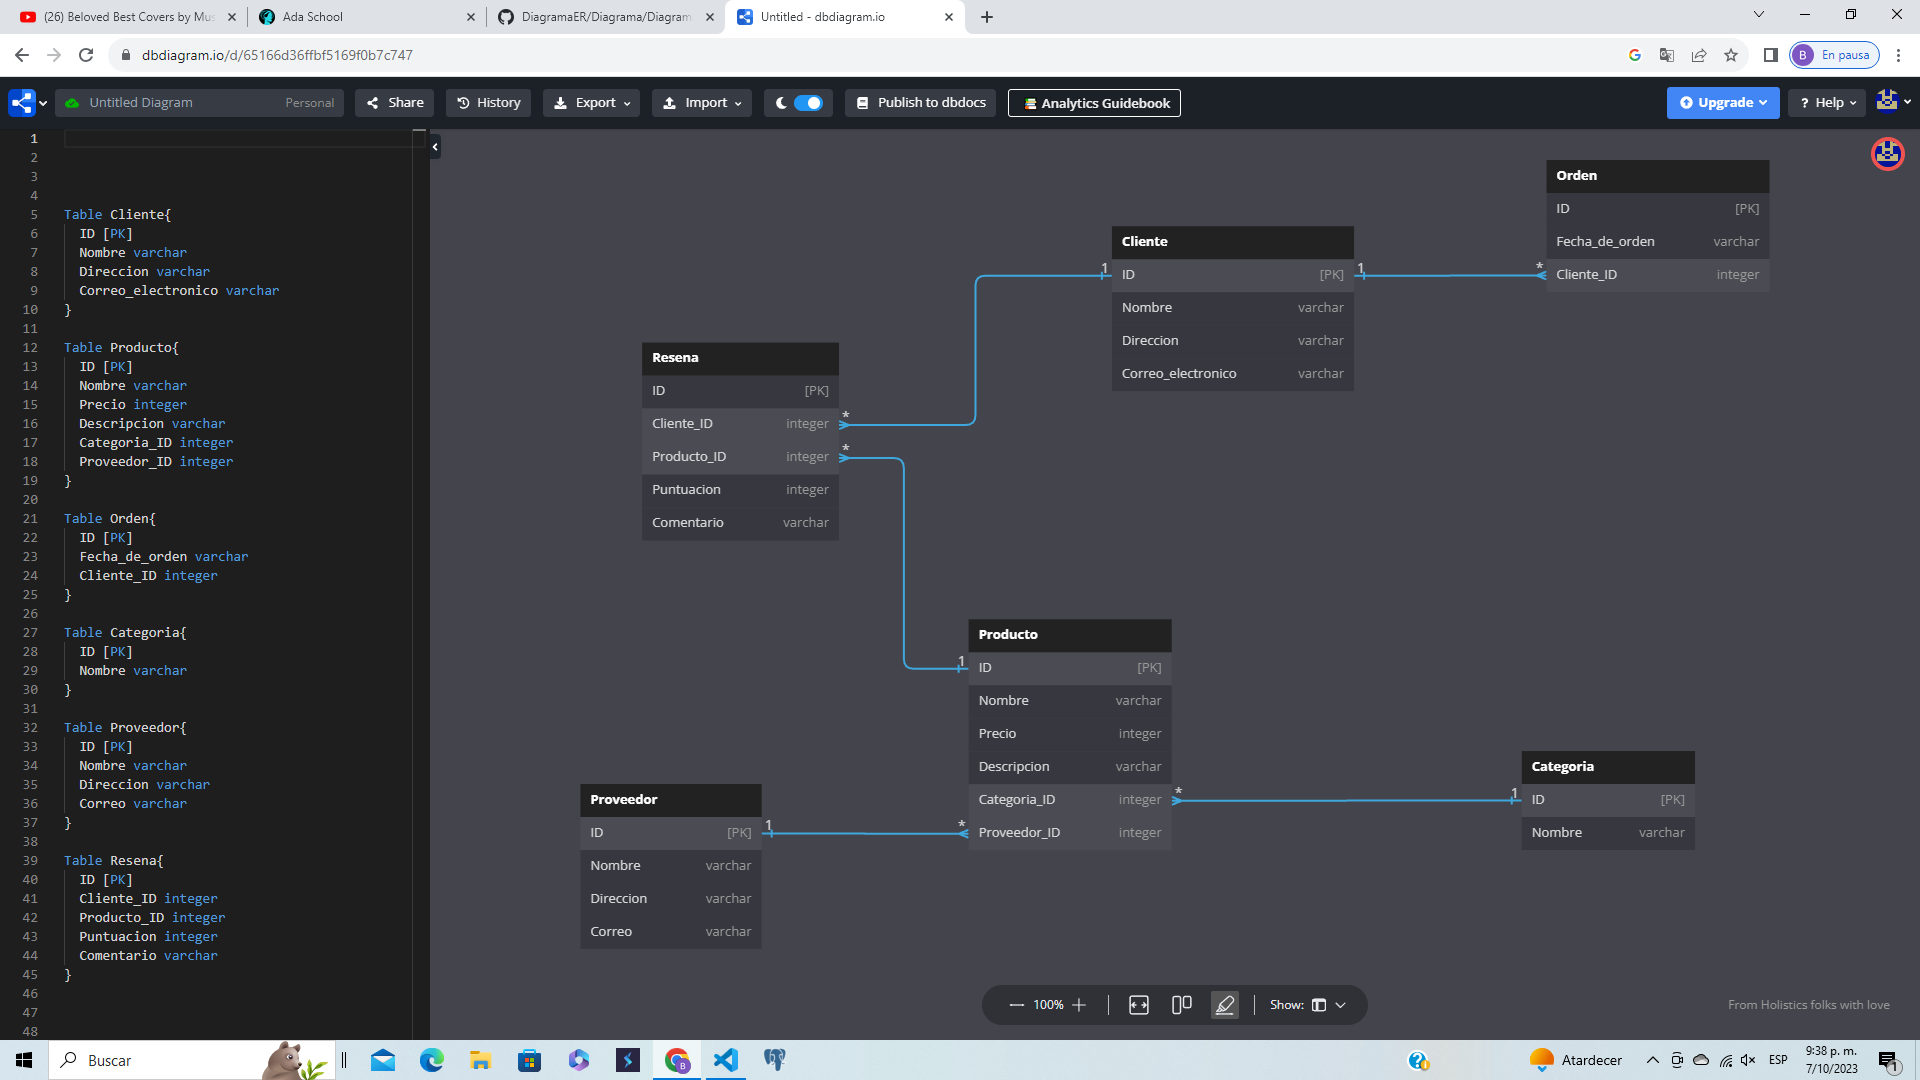 (26) Beloved Best Covers by Mus
Ada School
DiagramaER/Diagrama/Diagram
Untitled - dbdiagram.io
dbdiagram.io/d/65166d36ffbf5169f0b7c747
B
En pausa
Untitled Diagram
Personal
Share
History
Export
Import
Publish to dbdocs
Analytics Guidebook
Upgrade
? Help
1
2
3
4
5 Table Cliente{
6 ID [PK]
7 Nombre varchar
8 Direccion varchar
9 Correo_electronico varchar
10 }
11
12 Table Producto{
13 ID [PK]
14 Nombre varchar
15 Precio integer
16 Descripcion varchar
17 Categoria_ID integer
18 Proveedor_ID integer
19 }
20
21 Table Orden{
22 ID [PK]
23 Fecha_de_orden varchar
24 Cliente_ID integer
25 }
26
27 Table Categoria{
28 ID [PK]
29 Nombre varchar
30 }
31
32 Table Proveedor{
33 ID [PK]
34 Nombre varchar
35 Direccion varchar
36 Correo varchar
37 }
38
39 Table Resena{
40 ID [PK]
41 Cliente_ID integer
42 Producto_ID integer
43 Puntuacion integer
44 Comentario varchar
45 }
46
47
48
Orden
ID [PK]
Fecha_de_orden varchar
* Cliente_ID integer
Cliente
1 ID [PK] 1
Nombre varchar
Direccion varchar
Correo_electronico varchar
Resena
ID [PK]
Cliente_ID integer *
Producto_ID integer *
Puntuacion integer
Comentario varchar
Producto
1 ID [PK]
Nombre varchar
Precio integer
Descripcion varchar
Categoria_ID integer *
* Proveedor_ID integer
Categoria
1 ID [PK]
Nombre varchar
Proveedor
ID [PK] 1
Nombre varchar
Direccion varchar
Correo varchar
100%
Show:
From Holistics folks with love
Buscar
B
Atardecer
ESP
9:38 p. m.
7/10/2023
1